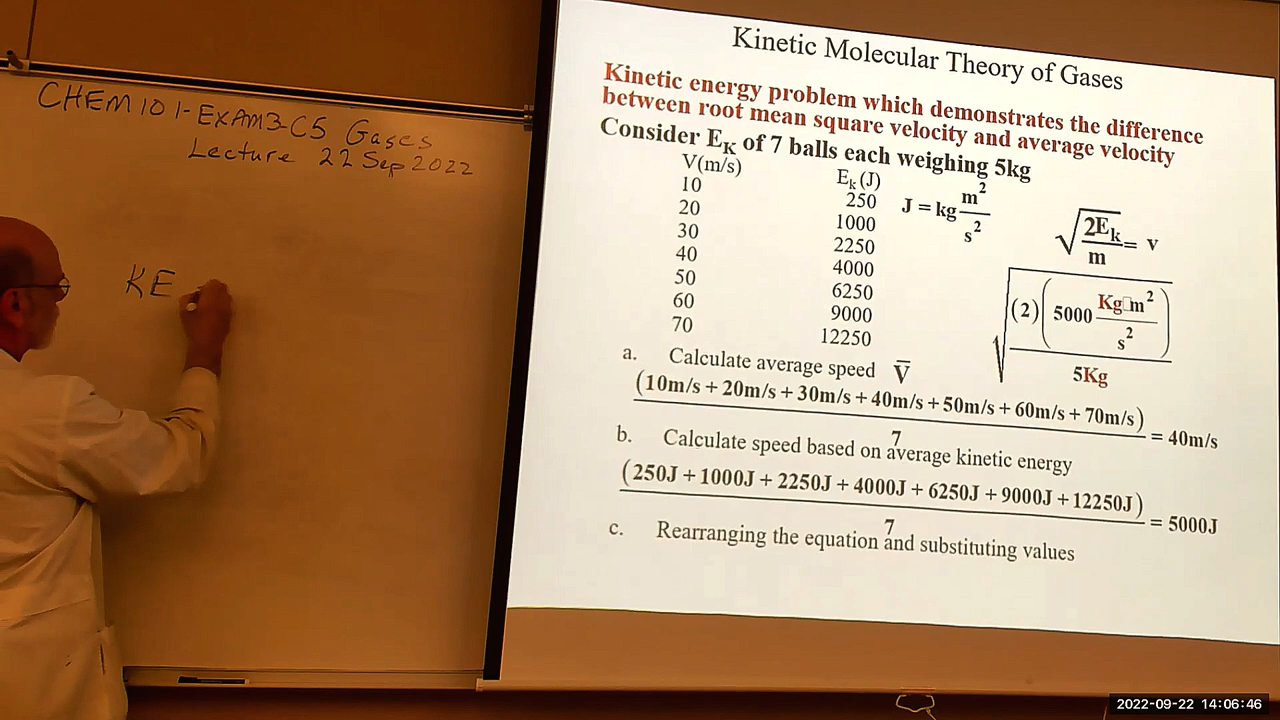 CHEM 101-EXAM3-C5 Gases
Lecture 22 Sep 2022
KE
Kinetic Molecular Theory of Gases
Kinetic energy problem which demonstrates the difference
between root mean square velocity and average velocity
Consider E_K of 7 balls each weighing 5kg
V(m/s) E_k (J)
10 250
20 1000
30 2250
40 4000
50 6250
60 9000
70 12250
J = kg m²/s²
√(2E_k/m) = v
√((2)(5000 Kg□m²/s²)/5Kg)
a. Calculate average speed V̅
(10m/s + 20m/s + 30m/s + 40m/s + 50m/s + 60m/s + 70m/s)/7 = 40m/s
b. Calculate speed based on average kinetic energy
(250J + 1000J + 2250J + 4000J + 6250J + 9000J + 12250J)/7 = 5000J
c. Rearranging the equation and substituting values
2022-09-22 14:06:46